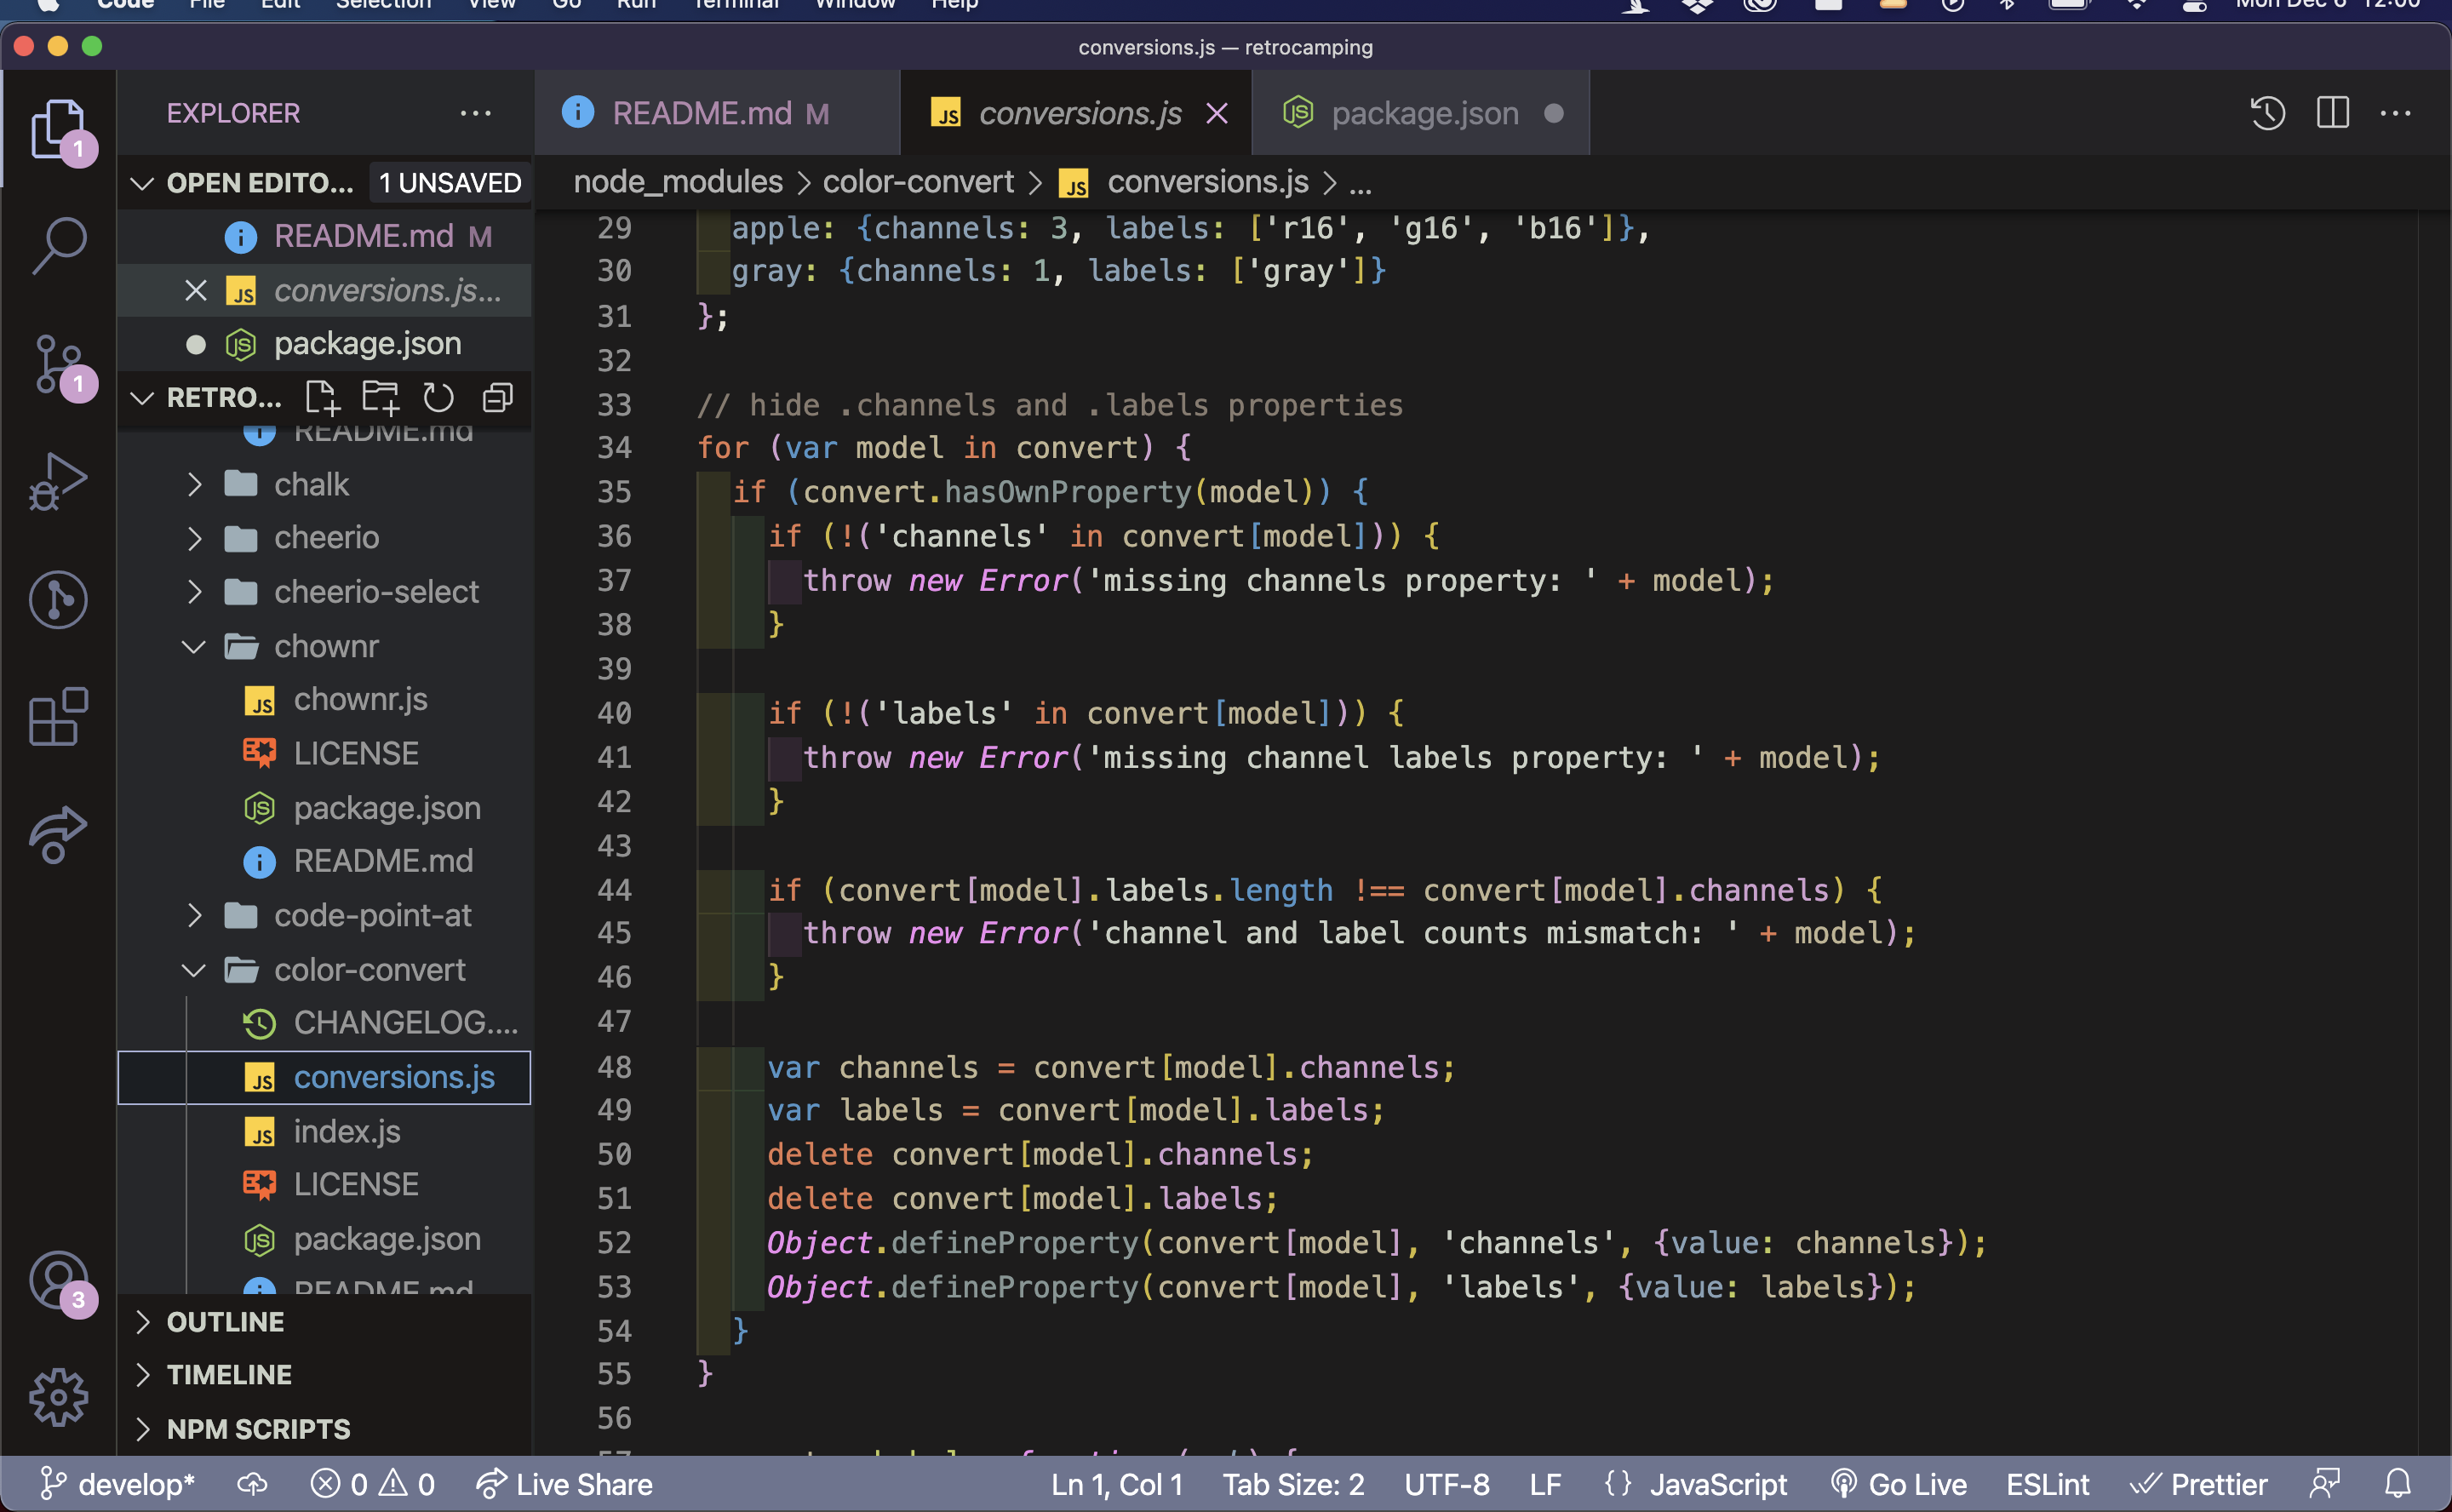 Code File Edit Selection View Go Run Terminal Window Help Mon Dec 6 12:00
conversions.js — retrocamping
EXPLORER
README.md M conversions.js package.json
OPEN EDITO... 1 UNSAVED
README.md M
conversions.js...
package.json
RETRO...
README.md
chalk
cheerio
cheerio-select
chownr
chownr.js
LICENSE
package.json
README.md
code-point-at
color-convert
CHANGELOG....
conversions.js
index.js
LICENSE
package.json
README.md
OUTLINE
TIMELINE
NPM SCRIPTS
1
1
3
node_modules > color-convert > JS conversions.js > ...
29 apple: {channels: 3, labels: ['r16', 'g16', 'b16']},
30 gray: {channels: 1, labels: ['gray']}
31 };
32
33 // hide .channels and .labels properties
34 for (var model in convert) {
35 if (convert.hasOwnProperty(model)) {
36 if (!('channels' in convert[model])) {
37 throw new Error('missing channels property: ' + model);
38 }
39
40 if (!('labels' in convert[model])) {
41 throw new Error('missing channel labels property: ' + model);
42 }
43
44 if (convert[model].labels.length !== convert[model].channels) {
45 throw new Error('channel and label counts mismatch: ' + model);
46 }
47
48 var channels = convert[model].channels;
49 var labels = convert[model].labels;
50 delete convert[model].channels;
51 delete convert[model].labels;
52 Object.defineProperty(convert[model], 'channels', {value: channels});
53 Object.defineProperty(convert[model], 'labels', {value: labels});
54 }
55 }
56
develop* 0 0 Live Share Ln 1, Col 1 Tab Size: 2 UTF-8 LF {} JavaScript Go Live ESLint Prettier